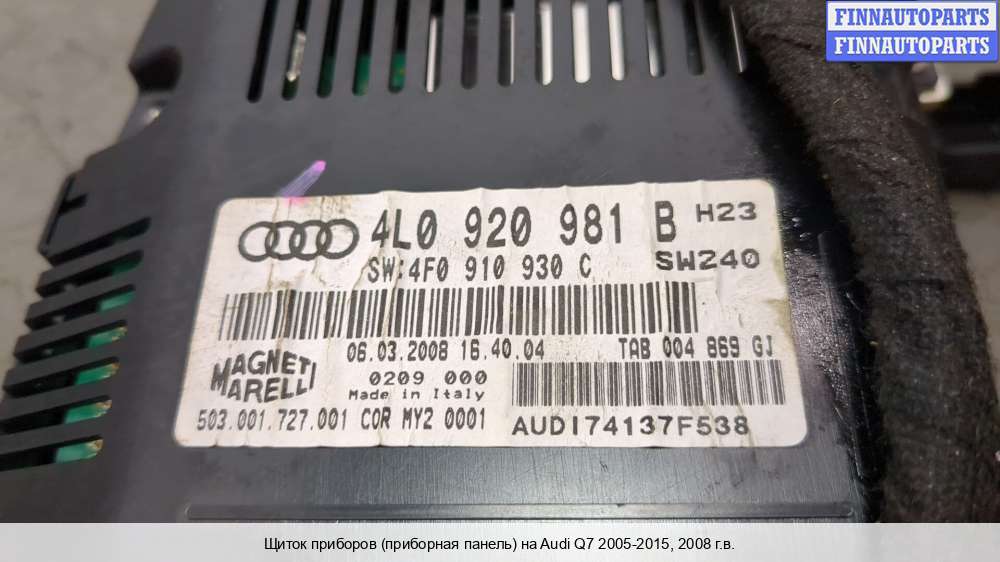 FINNAUTOPARTS
FINNAUTOPARTS
4L0 920 981 B H23
SW:4F0 910 930 C SW240
06.03.2008 16.40.04 TAB 004 869 GJ
MAGNETI MARELLI
0209 000
Made in Italy
503.001.727.001 COR MY2 0001
AUDI74137F538
Щиток приборов (приборная панель) на Audi Q7 2005-2015, 2008 г.в.